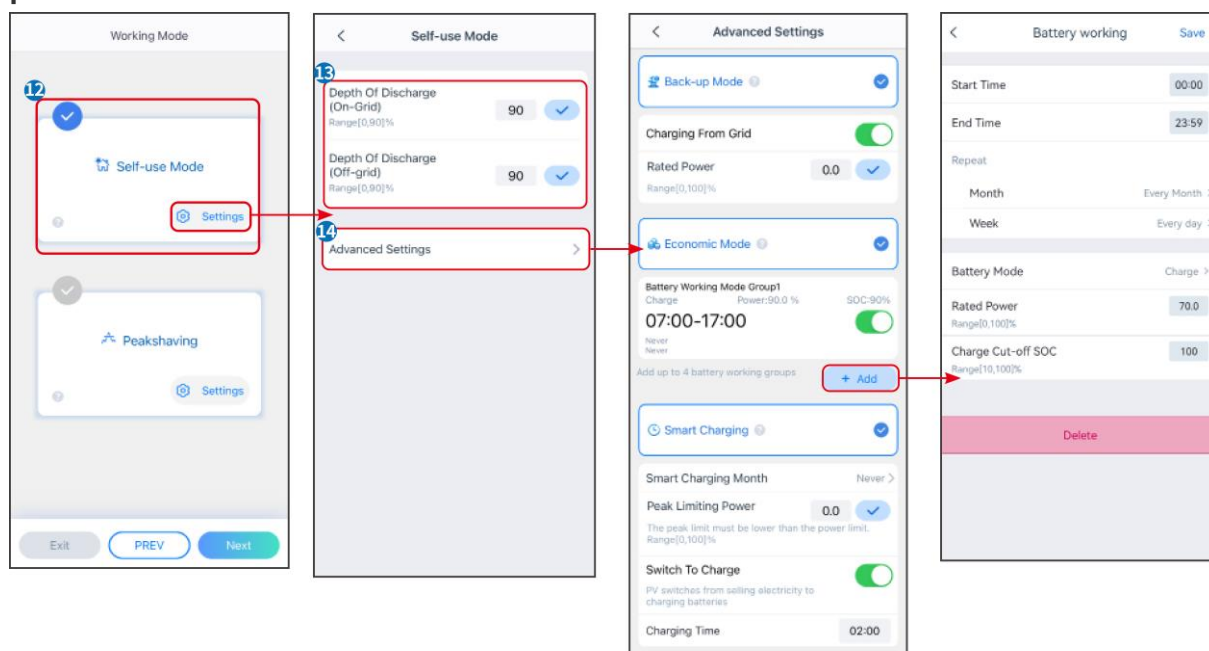 Working Mode
12
Self-use Mode
Settings
Peakshaving
Settings
Exit
PREV
Next
Self-use Mode
13
Depth Of Discharge
(On-Grid)
90
Range[0,90]%
Depth Of Discharge
(Off-grid)
90
Range[0,90]%
14
Advanced Settings
Advanced Settings
Back-up Mode
Charging From Grid
Rated Power
0.0
Range[0,100]%
Economic Mode
Battery Working Mode Group1
Charge Power:90.0 % SOC:90%
07:00-17:00
Never
Never
Add up to 4 battery working groups
+ Add
Smart Charging
Smart Charging Month Never
Peak Limiting Power
0.0
The peak limit must be lower than the power limit.
Range[0,100]%
Switch To Charge
PV switches from selling electricity to
charging batteries
Charging Time 02:00
Battery working Save
Start Time 00:00
End Time 23:59
Repeat
Month Every Month
Week Every day
Battery Mode Charge
Rated Power 70.0
Range[0,100]%
Charge Cut-off SOC 100
Range[10,100]%
Delete